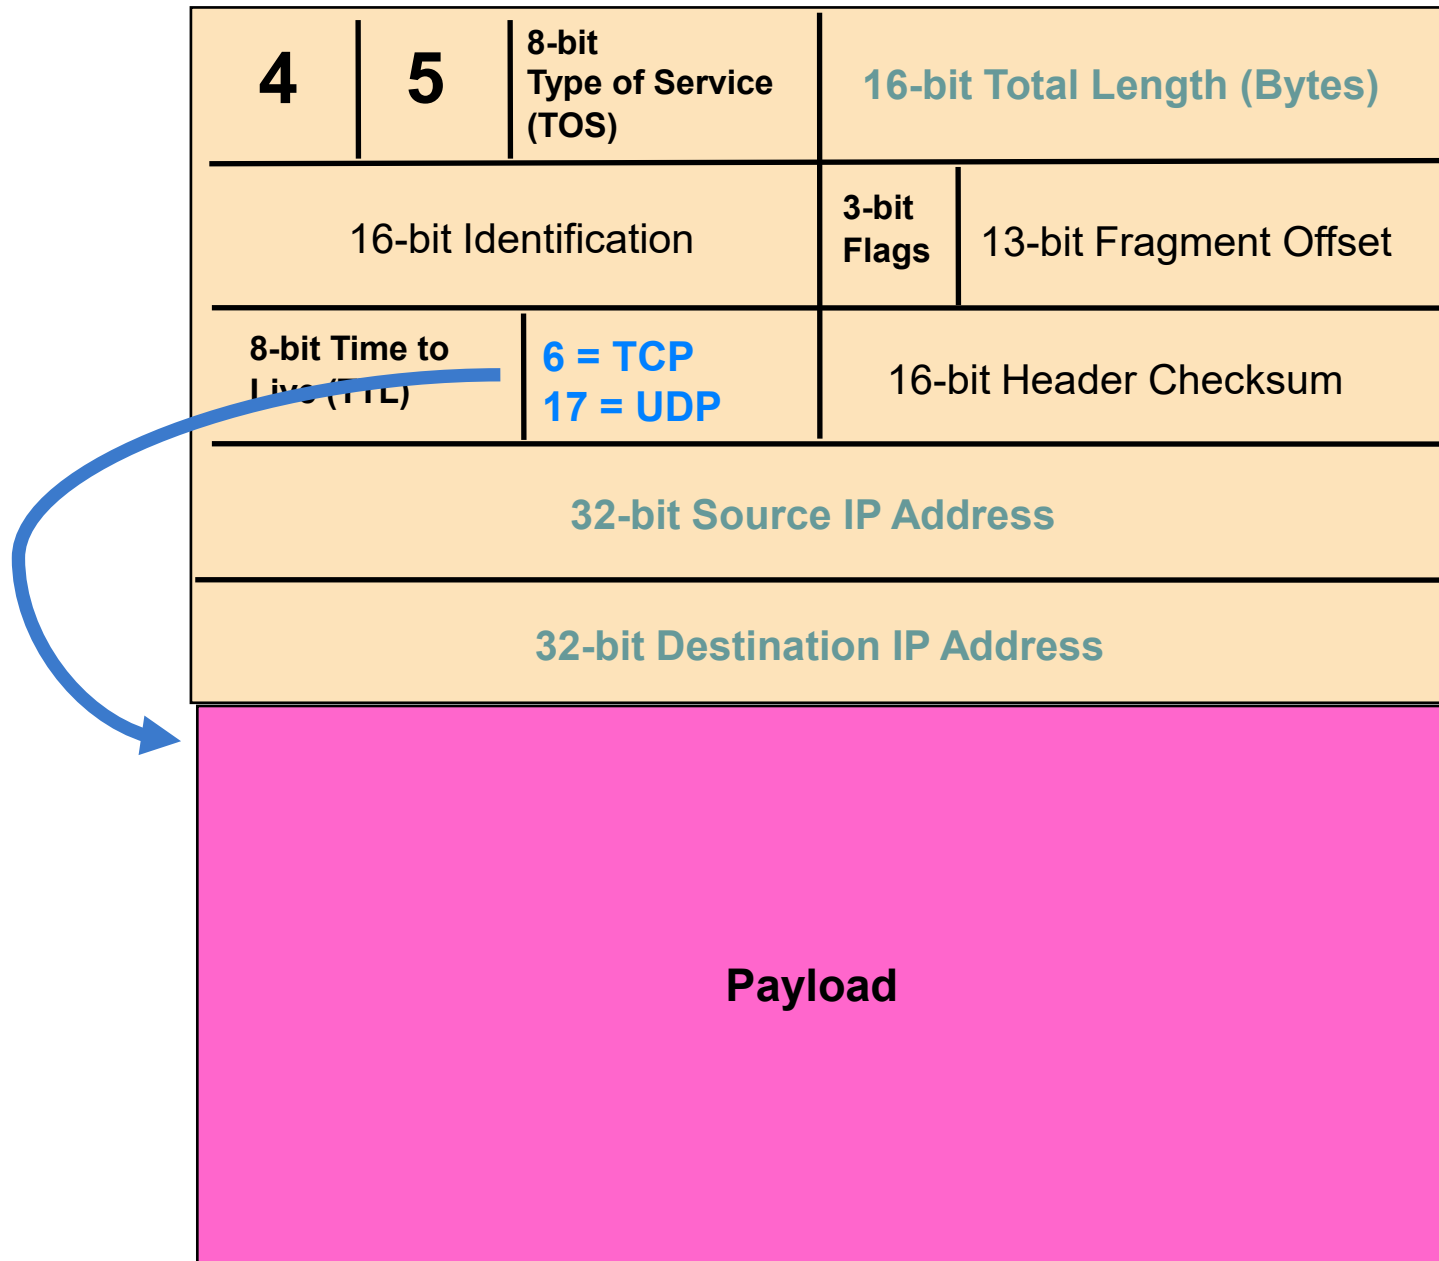 4
5
8-bit
Type of Service
(TOS)
16-bit Total Length (Bytes)
16-bit Identification
3-bit
Flags
13-bit Fragment Offset
8-bit Time to
Live (TTL)
6 = TCP
17 = UDP
16-bit Header Checksum
32-bit Source IP Address
32-bit Destination IP Address
Payload